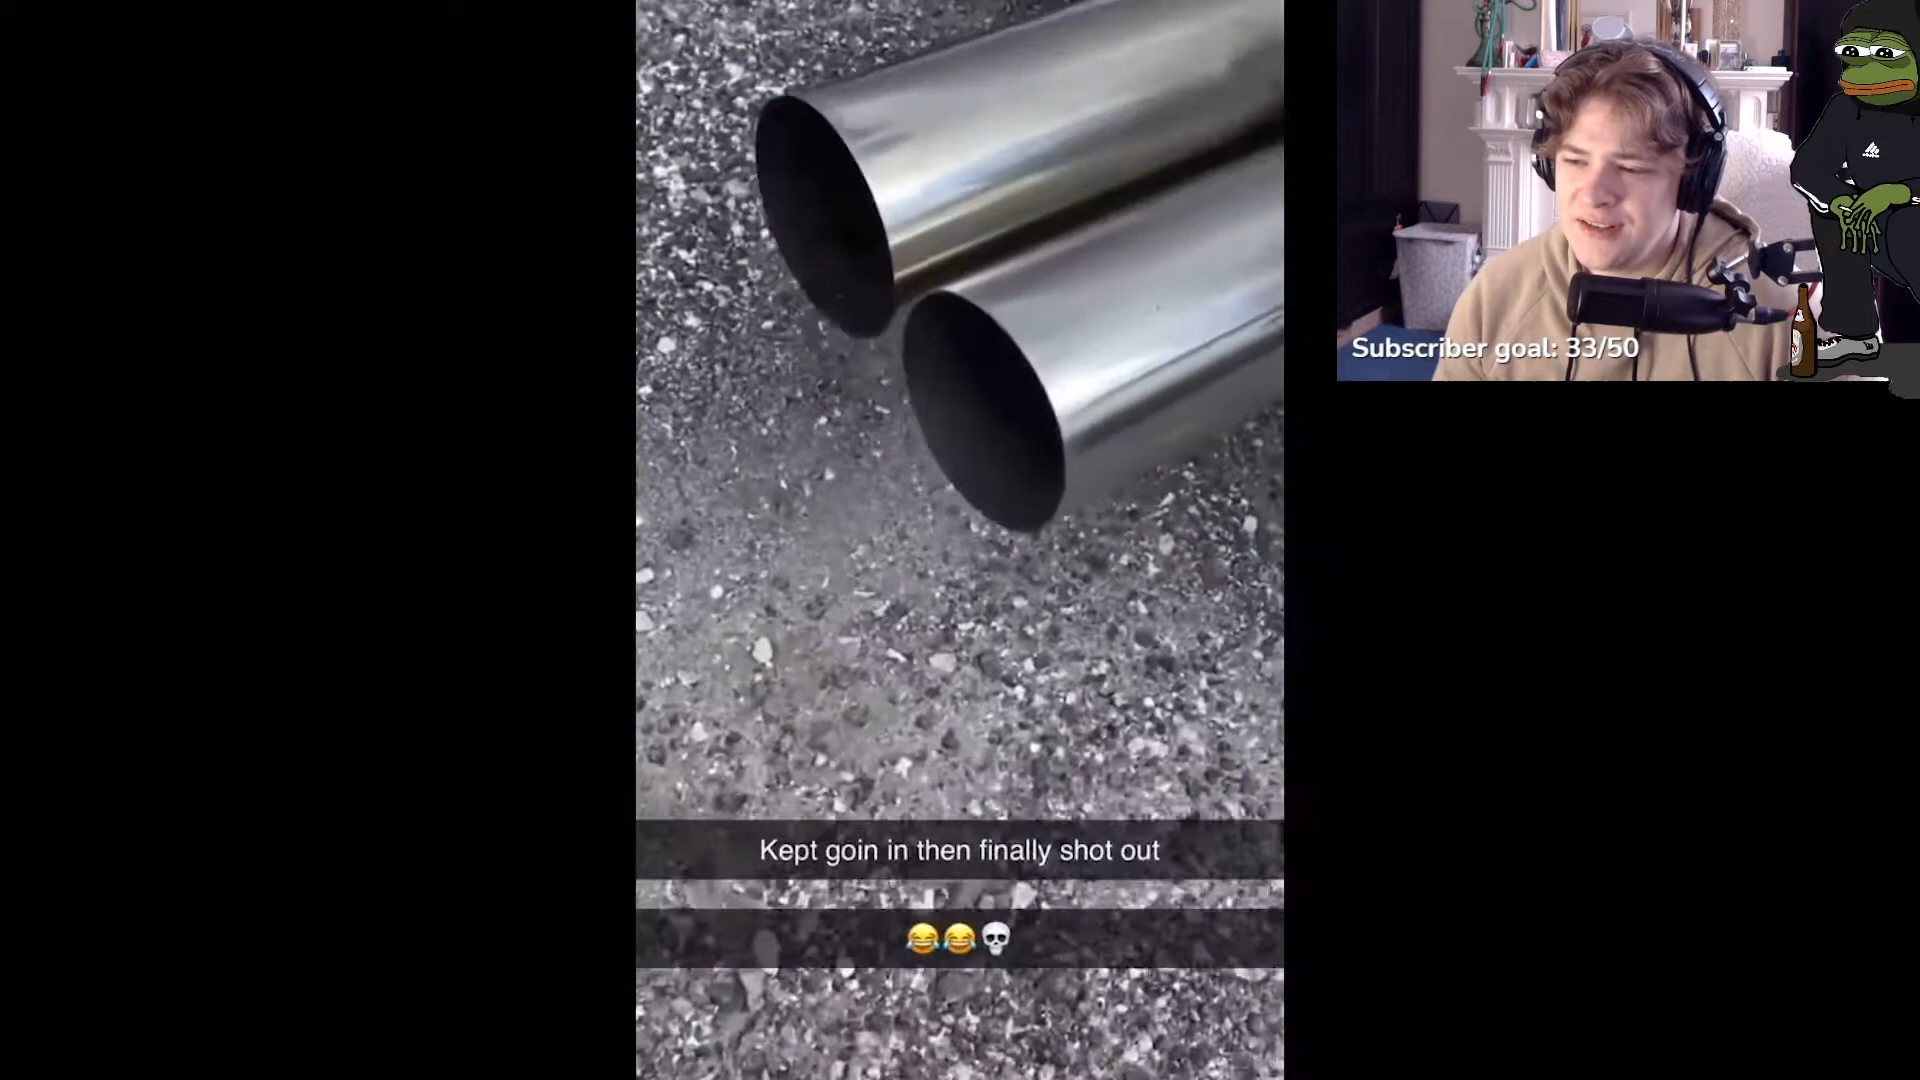 Subscriber goal: 33/50
Kept goin in then finally shot out
😂😂💀